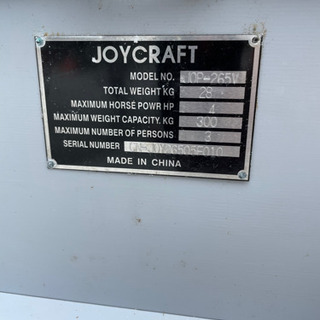 JOYCRAFT
MODEL NO.
TOTAL WEIGHT KG 28
MAXIMUM HORSE POWR HP 4
MAXIMUM WEIGHT CAPACITY. KG 300
MAXIMUM NUMBER OF PERSONS 3
SERIAL NUMBER
MADE IN CHINA